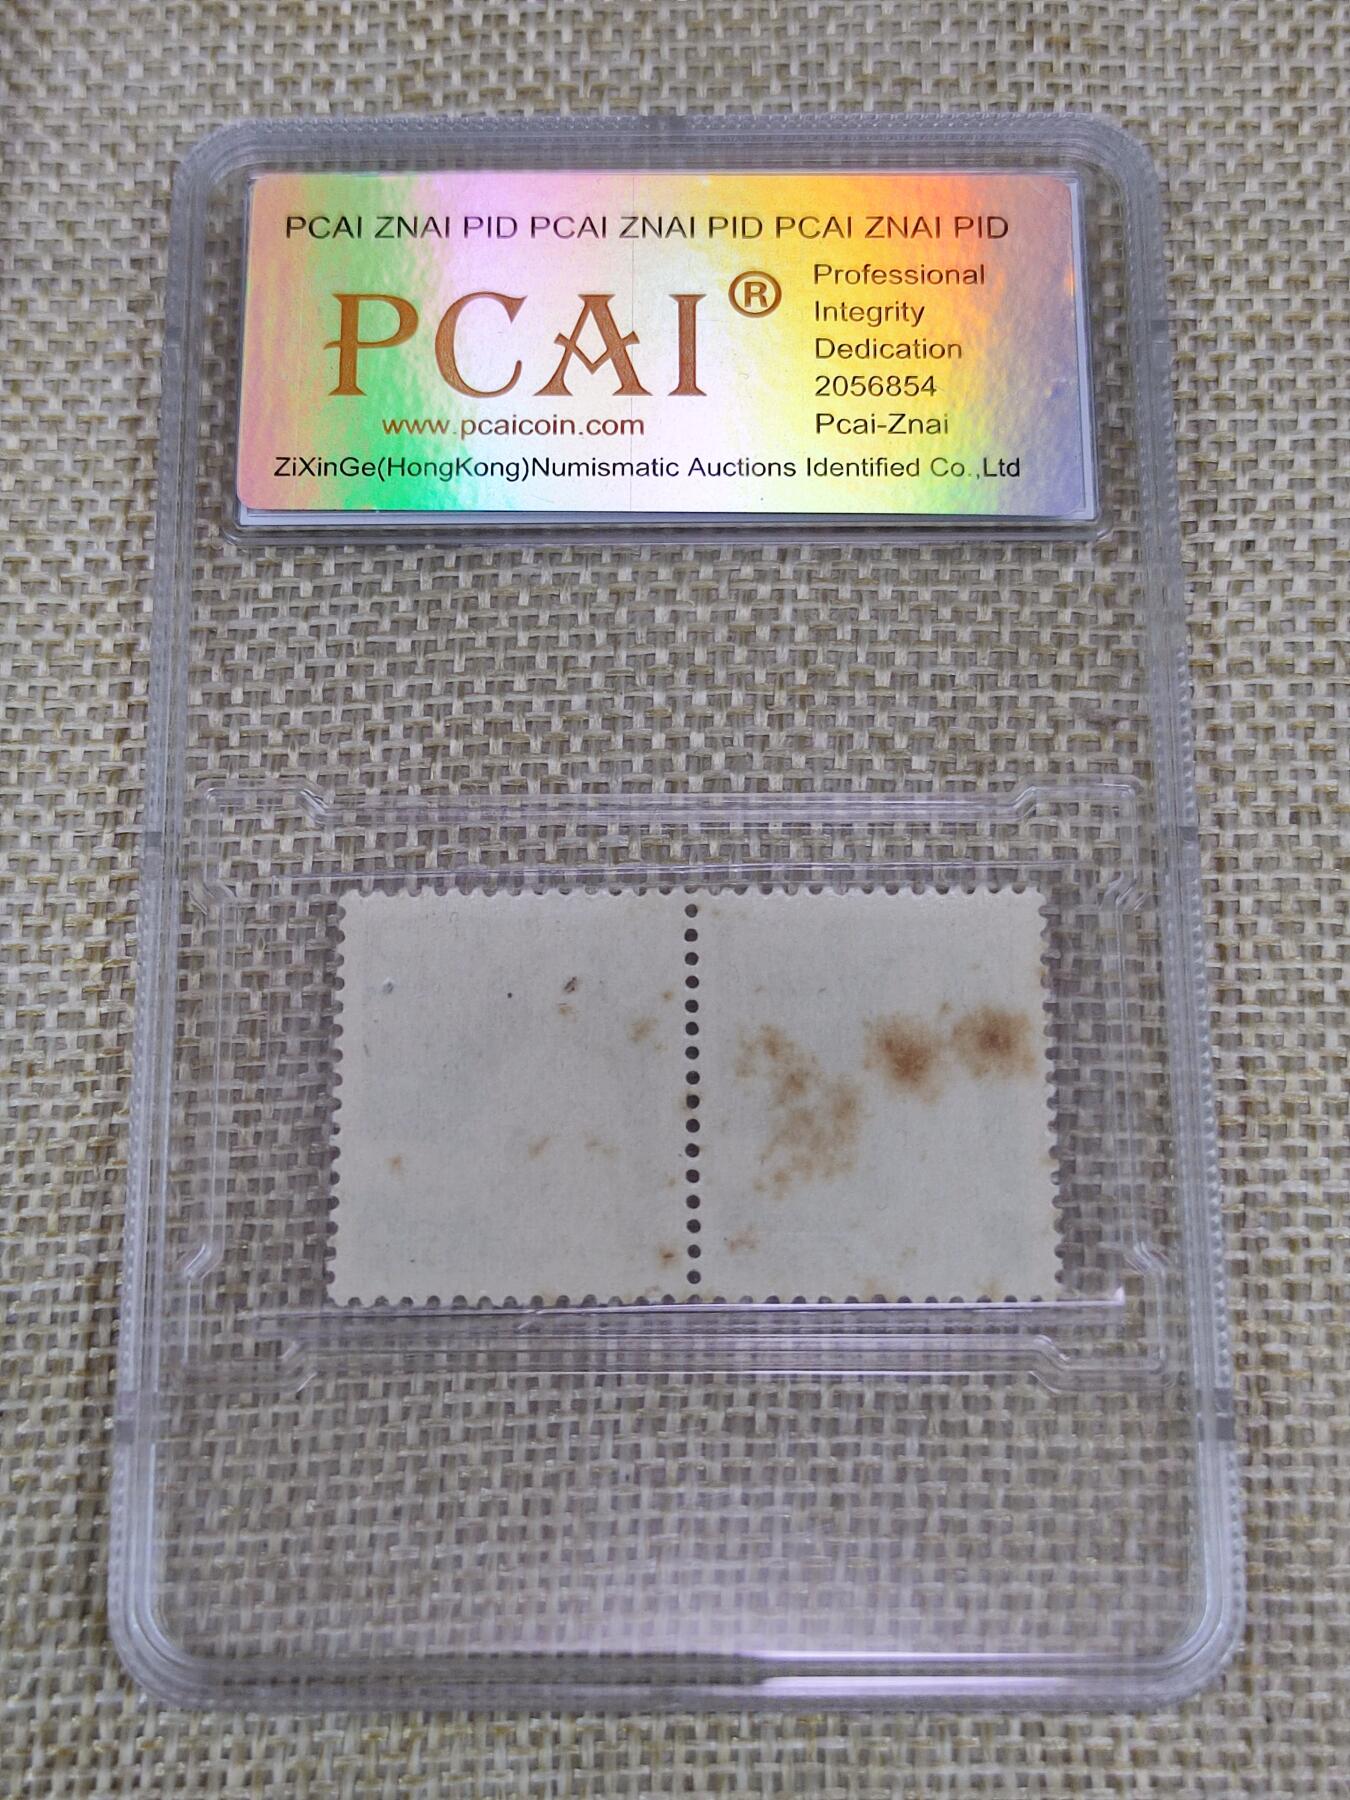 PCAI ZNAI PID PCAI ZNAI PID PCAI ZNAI PID
PCAI®
www.pcaicoin.com
Professional
Integrity
Dedication
2056854
Pcai-Znai
ZiXinGe(HongKong)Numismatic Auctions Identified Co.,Ltd